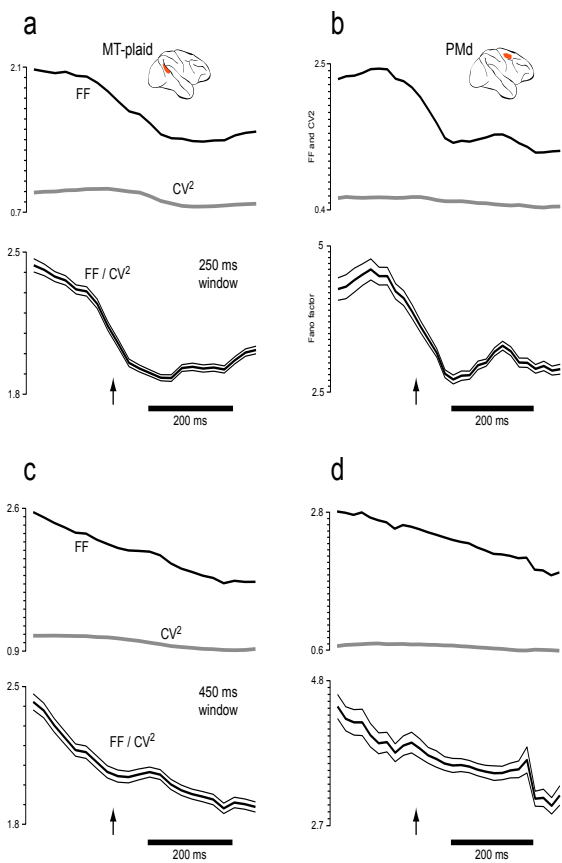 a
MT-plaid
2.1
FF
CV2
0.7
2.5
FF / CV2
250 ms
window
1.8
200 ms
b
PMd
2.5
FF and CV2
0.4
5
Fano factor
2.5
200 ms
c
2.6
FF
CV2
0.9
2.5
450 ms
window
FF / CV2
1.8
200 ms
d
2.8
0.6
4.8
2.7
200 ms